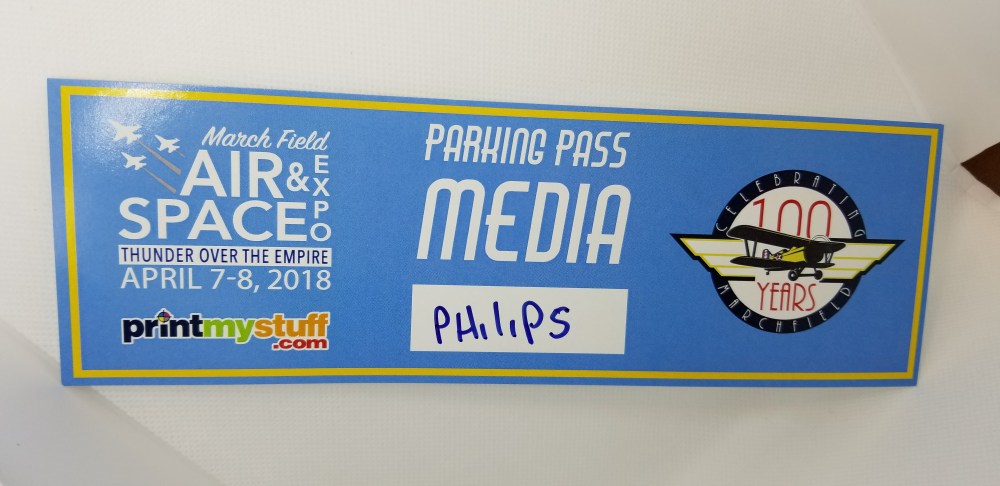 March Field
AIR & SPACE EXPO
THUNDER OVER THE EMPIRE
APRIL 7-8, 2018
printmystuff
.com
PARKING PASS
MEDIA
PHiliPS
CELEBRATING
100
YEARS
MARCHFIELD